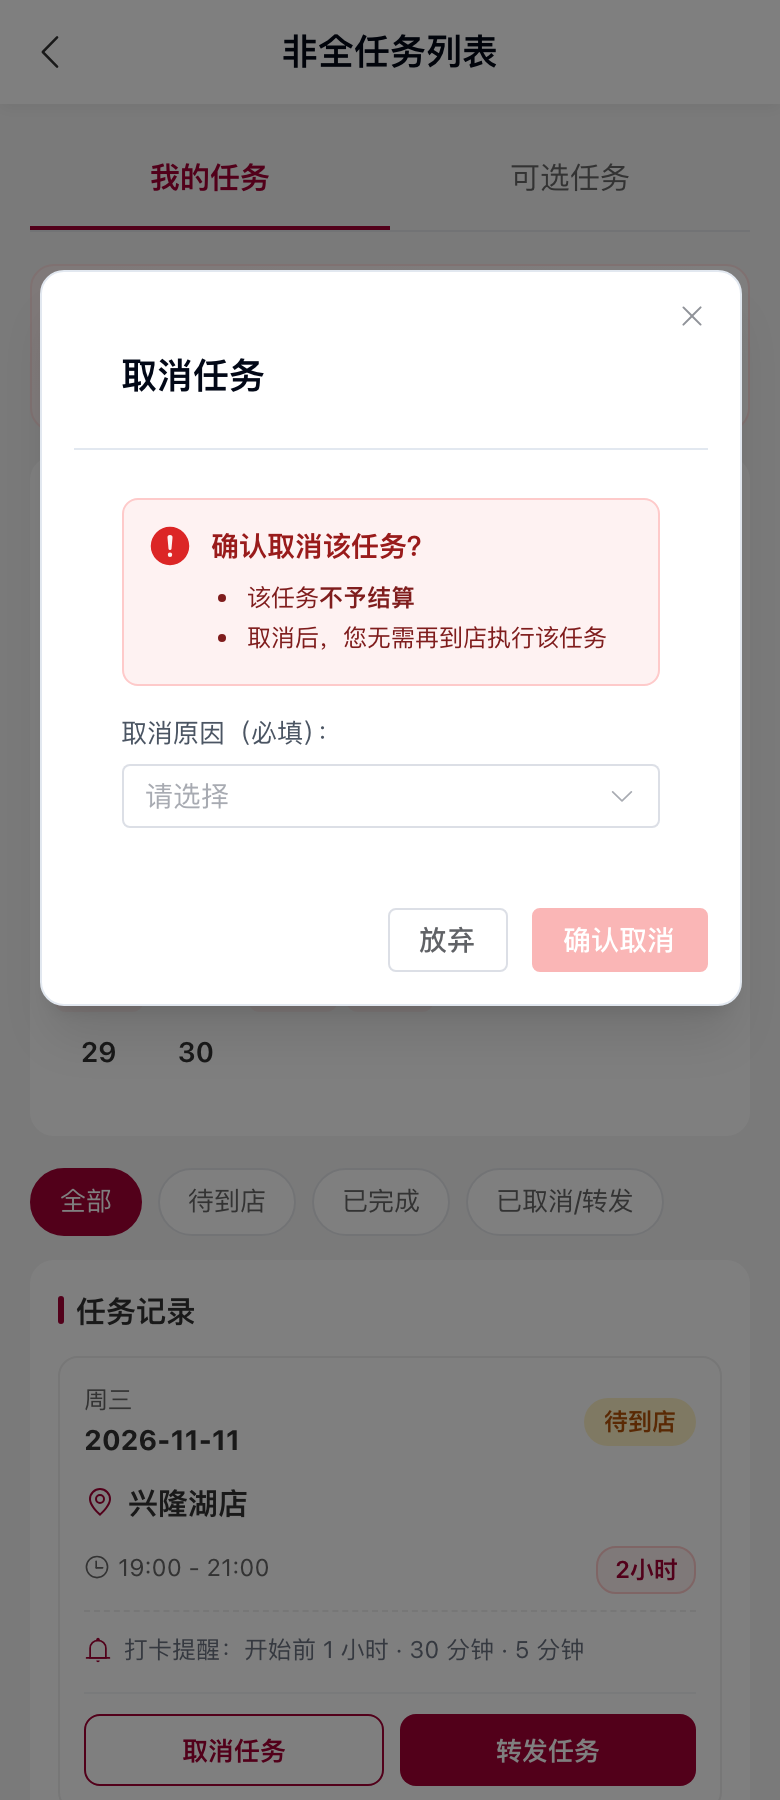 非全任务列表
我的任务
可选任务
取消任务
确认取消该任务?
• 该任务不予结算
• 取消后，您无需再到店执行该任务
取消原因（必填）:
请选择
放弃
确认取消
29 30
全部
待到店
已完成
已取消/转发
任务记录
周三
2026-11-11
待到店
兴隆湖店
19:00 - 21:00
2小时
打卡提醒：开始前 1 小时 · 30 分钟 · 5 分钟
取消任务
转发任务